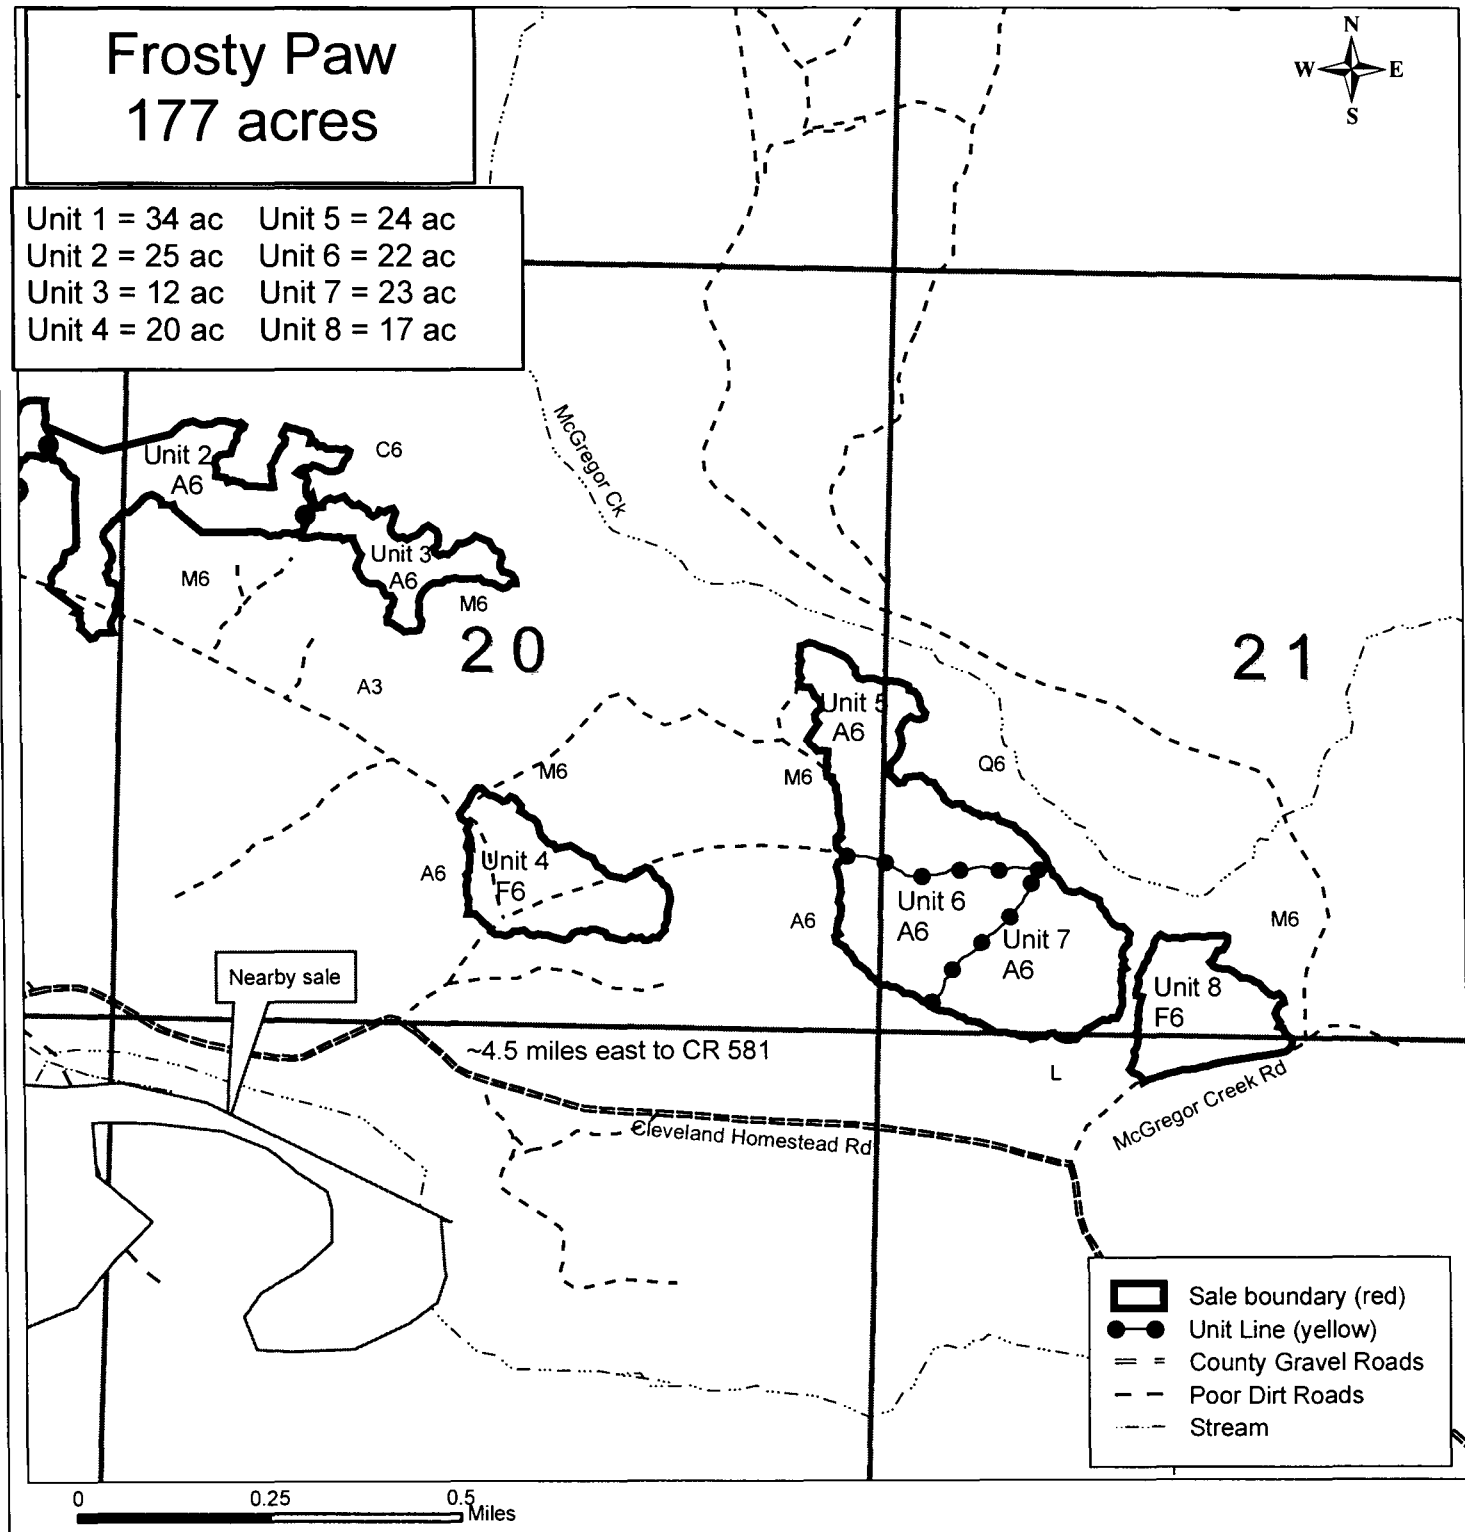 Frosty Paw
177 acres
N
W E
S
Unit 1 = 34 ac Unit 5 = 24 ac
Unit 2 = 25 ac Unit 6 = 22 ac
Unit 3 = 12 ac Unit 7 = 23 ac
Unit 4 = 20 ac Unit 8 = 17 ac
McGregor Ck
Unit 2
A6
C6
Unit 3
A6
M6
M6
20
21
A3
Unit 5
A6
M6
M6
Q6
Unit 4
F6
A6
Unit 6
A6
A6
Unit 7
A6
M6
Unit 8
F6
Nearby sale
~4.5 miles east to CR 581
L
McGregor Creek Rd
Cleveland Homestead Rd
Sale boundary (red)
Unit Line (yellow)
County Gravel Roads
Poor Dirt Roads
Stream
0 0.25 0.5
Miles